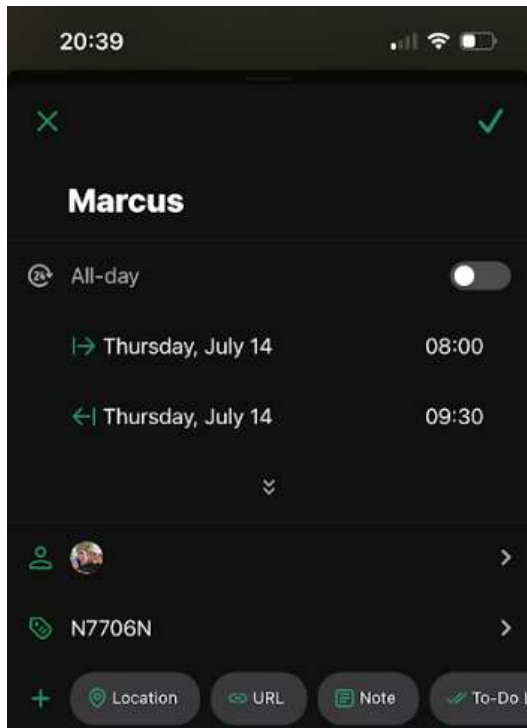 20:39
Marcus
24 All-day
Thursday, July 14 08:00
Thursday, July 14 09:30
N7706N
Location URL Note To-Do